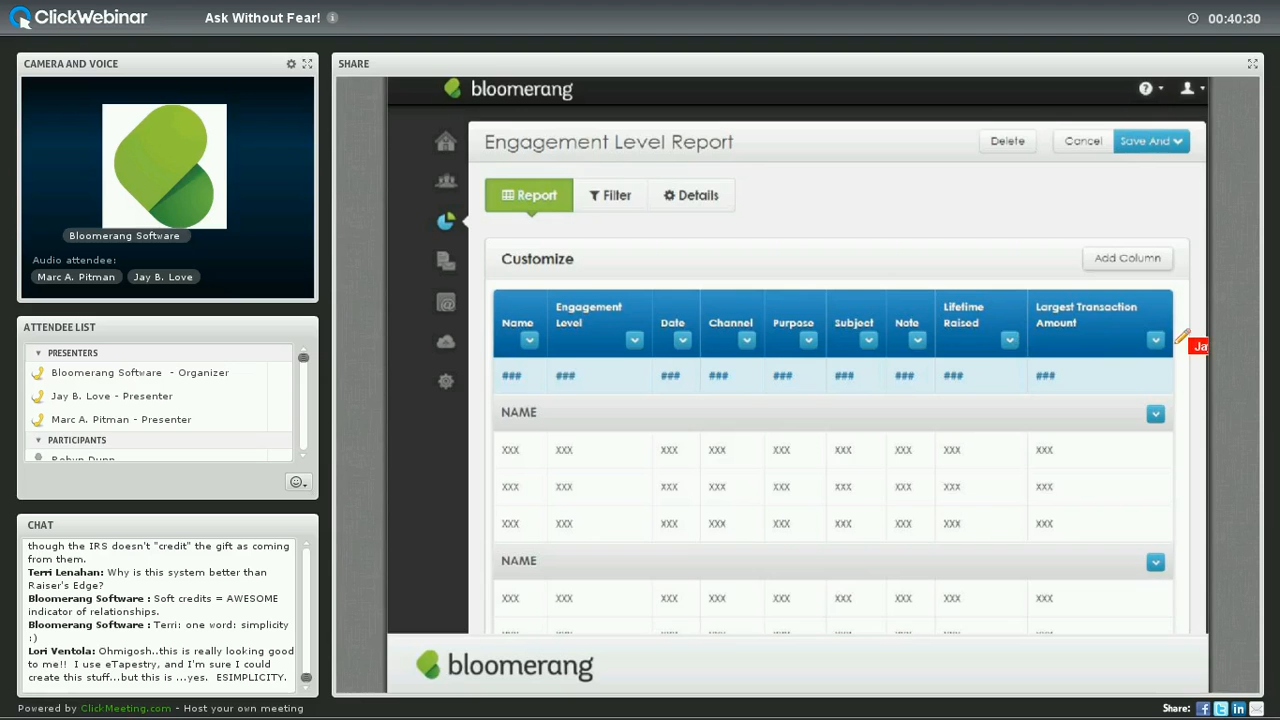 ClickWebinar
Ask Without Fear!
00:40:30
CAMERA AND VOICE
Bloomerang Software
Audio attendee:
Marc A. Pitman
Jay B. Love
ATTENDEE LIST
PRESENTERS
Bloomerang Software - Organizer
Jay B. Love - Presenter
Marc A. Pitman - Presenter
PARTICIPANTS
Robyn Dunn
CHAT
though the IRS doesn't "credit" the gift as coming
from them.
Terri Lenahan: Why is this system better than
Raiser's Edge?
Bloomerang Software : Soft credits = AWESOME
indicator of relationships.
Bloomerang Software : Terri: one word: simplicity
:)
Lori Ventola: Ohmigosh..this is really looking good
to me!! I use eTapestry, and I'm sure I could
create this stuff...but this is ...yes. ESIMPLICITY.
SHARE
bloomerang
Engagement Level Report
Delete
Cancel
Save And
Report
Filter
Details
Customize
Add Column
Name
Engagement
Level
Date
Channel
Purpose
Subject
Note
Lifetime
Raised
Largest Transaction
Amount
Ja
### ### ### ### ### ### ### ### ###
NAME
XXX XXX XXX XXX XXX XXX XXX XXX XXX
XXX XXX XXX XXX XXX XXX XXX XXX XXX
XXX XXX XXX XXX XXX XXX XXX XXX XXX
NAME
XXX XXX XXX XXX XXX XXX XXX XXX XXX
bloomerang
Powered by ClickMeeting.com - Host your own meeting
Share: